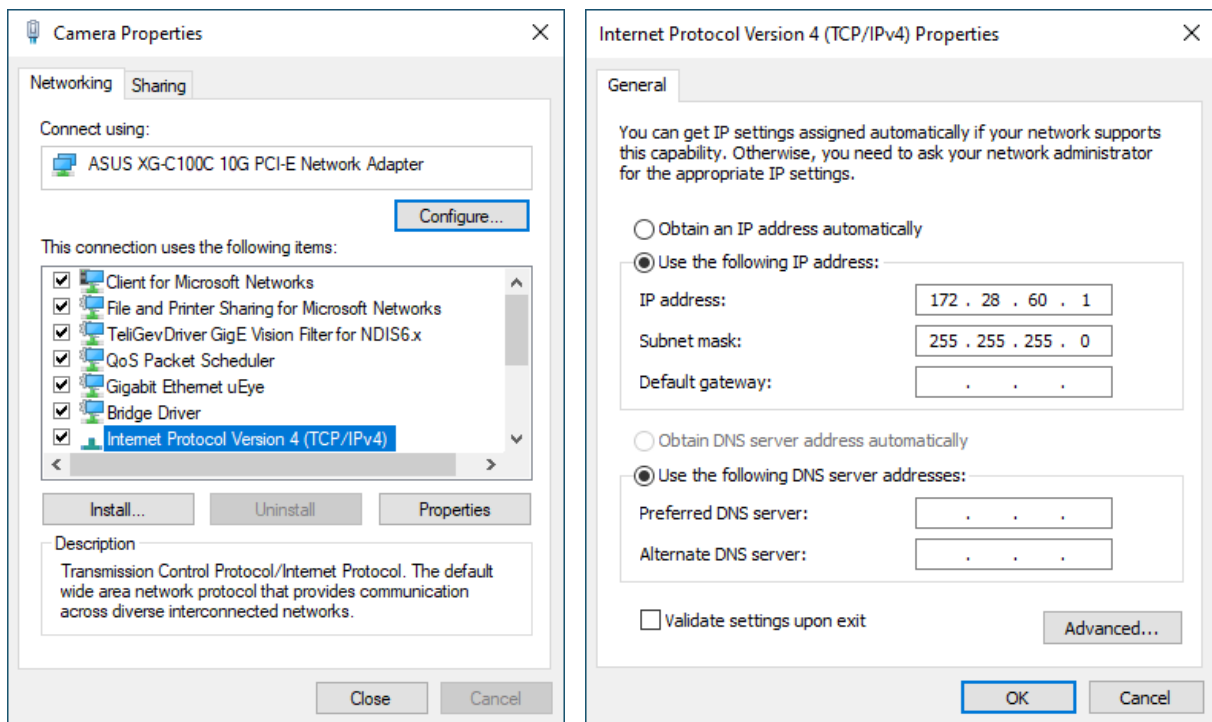 Camera Properties
Networking
Sharing
Connect using:
ASUS XG-C100C 10G PCI-E Network Adapter
Configure...
This connection uses the following items:
Client for Microsoft Networks
File and Printer Sharing for Microsoft Networks
TeliGevDriver GigE Vision Filter for NDIS6.x
QoS Packet Scheduler
Gigabit Ethernet uEye
Bridge Driver
Internet Protocol Version 4 (TCP/IPv4)
Install...
Uninstall
Properties
Description
Transmission Control Protocol/Internet Protocol. The default
wide area network protocol that provides communication
across diverse interconnected networks.
Close
Cancel
Internet Protocol Version 4 (TCP/IPv4) Properties
General
You can get IP settings assigned automatically if your network supports
this capability. Otherwise, you need to ask your network administrator
for the appropriate IP settings.
Obtain an IP address automatically
Use the following IP address:
IP address: 172 . 28 . 60 . 1
Subnet mask: 255 . 255 . 255 . 0
Default gateway: . . .
Obtain DNS server address automatically
Use the following DNS server addresses:
Preferred DNS server: . . .
Alternate DNS server: . . .
Validate settings upon exit
Advanced...
OK
Cancel